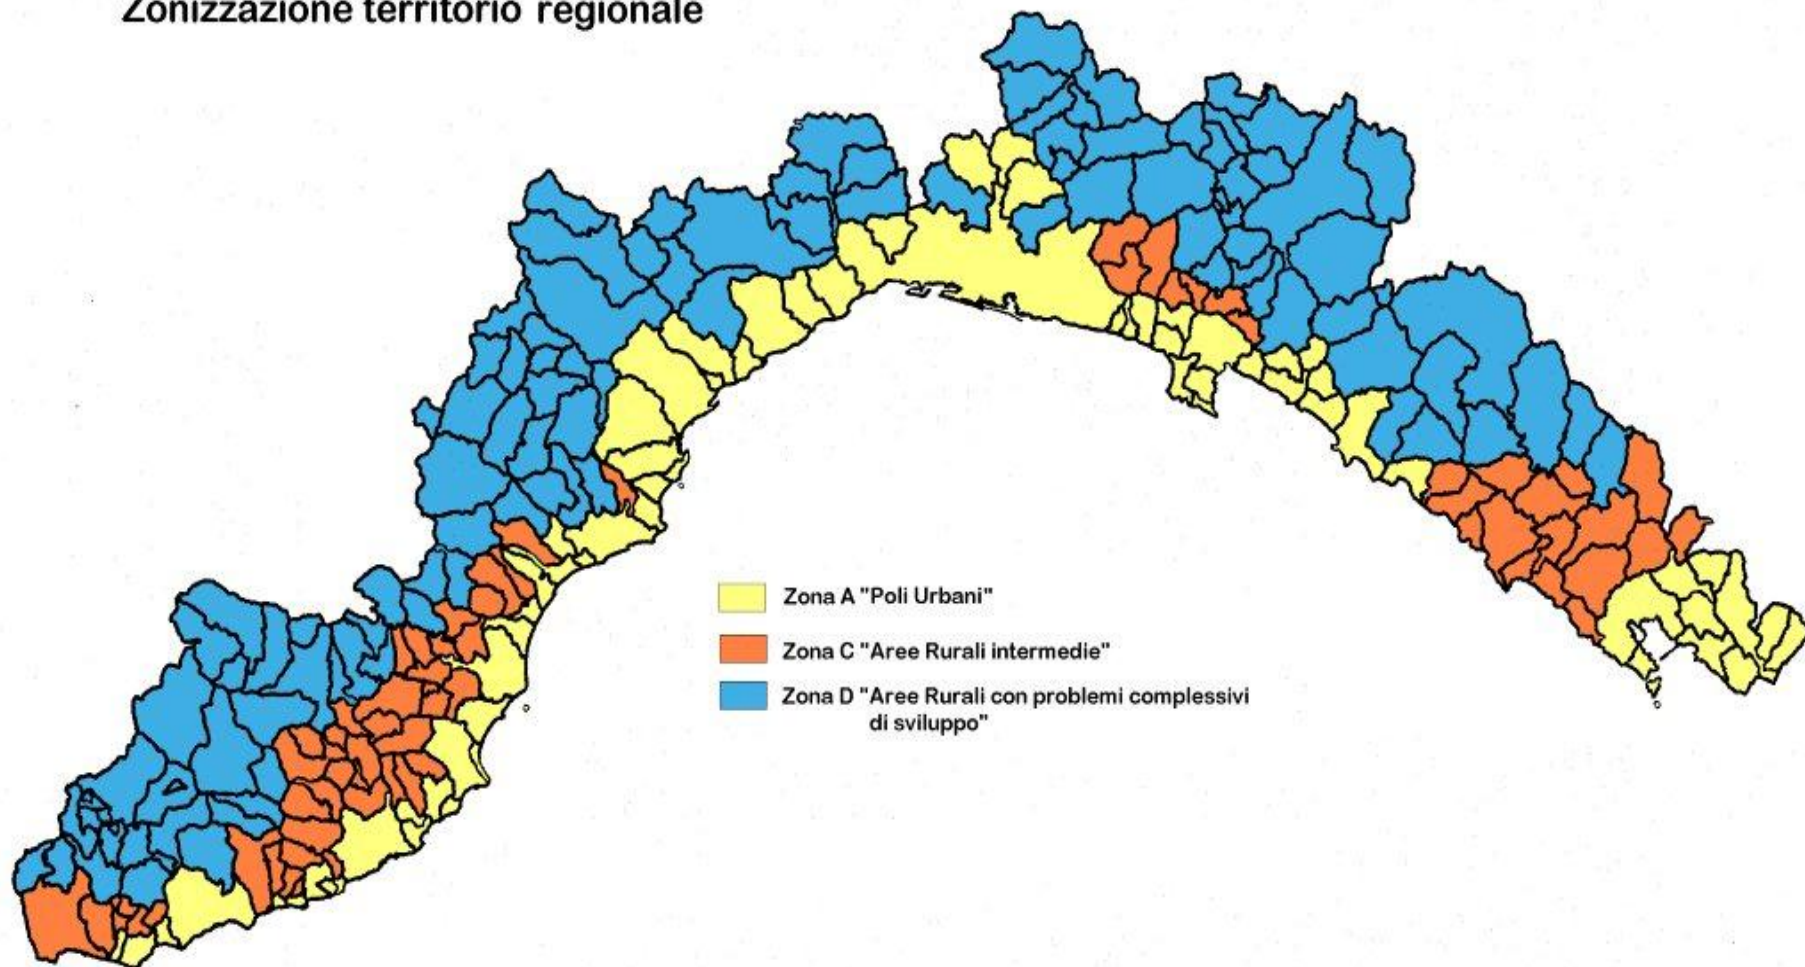 Zonizzazione territorio regionale
Zona A "Poli Urbani"
Zona C "Aree Rurali intermedie"
Zona D "Aree Rurali con problemi complessivi
di sviluppo"